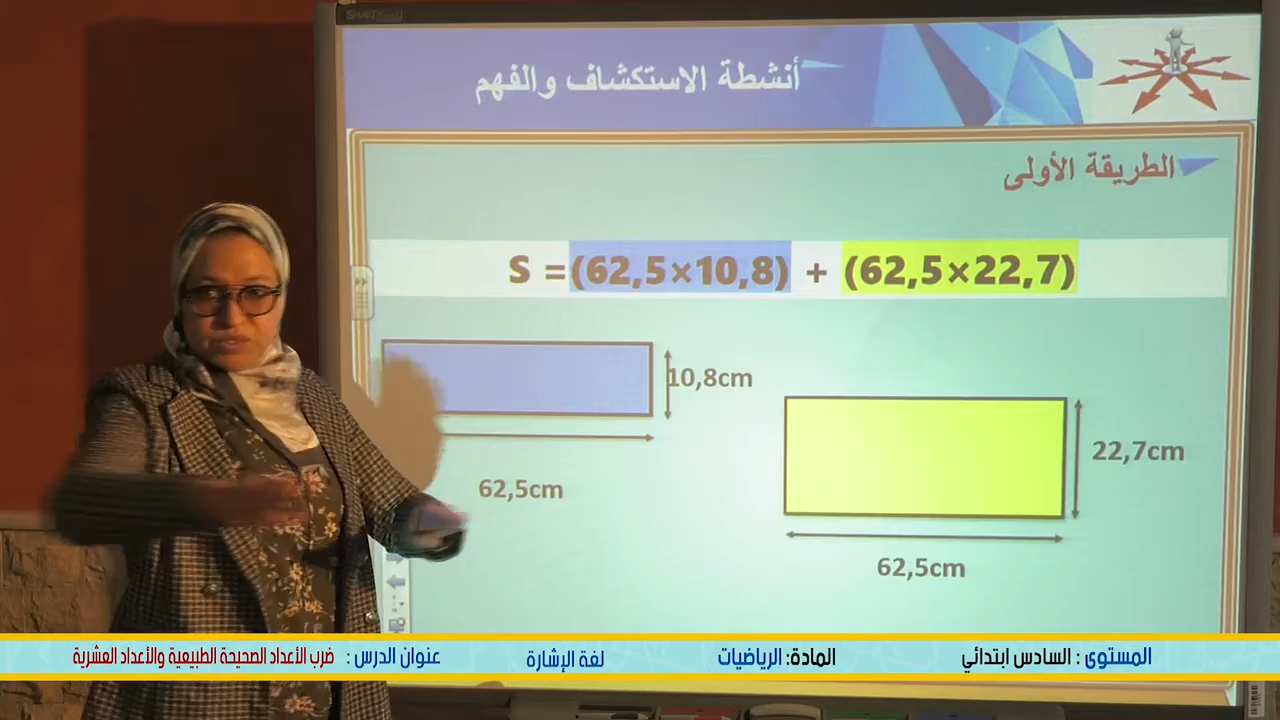 SMART
أنشطة الاستكشاف والفهم
الطريقة الأولى
S =(62,5×10,8) + (62,5×22,7)
10,8cm
62,5cm
22,7cm
62,5cm
المستوى : السادس ابتدائي
المادة: الرياضيات
لغة الإشارة
عنوان الدرس : ضرب الأعداد الصحيحة الطبيعية والأعداد العشرية